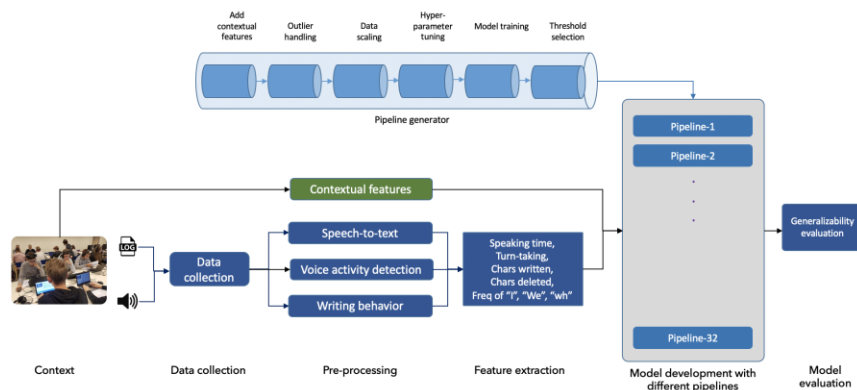 Add
contextual
features
Outlier
handling
Data
scaling
Hyper-
parameter
tuning
Model training
Threshold
selection
Pipeline generator
Pipeline-1
Pipeline-2
Contextual features
Generalizability
evaluation
LOG
Data
collection
Speech-to-text
Voice activity detection
Writing behavior
Speaking time,
Turn-taking,
Chars written,
Chars deleted,
Freq of “I”, “We”, “wh”
Pipeline-32
Context
Data collection
Pre-processing
Feature extraction
Model development with
different pipelines
Model
evaluation